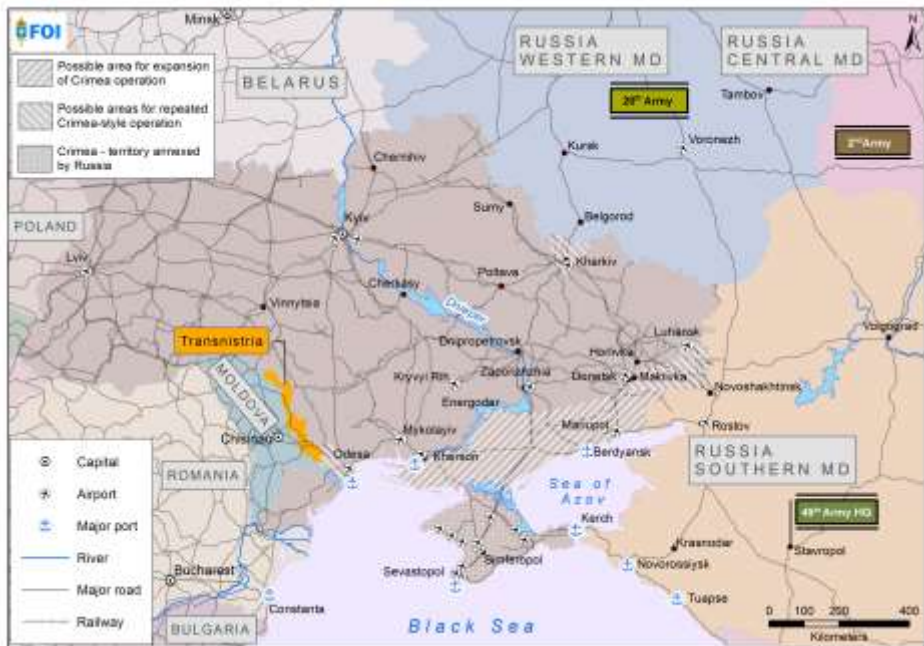 FOI
Possible area for expansion
of Crimea operation
Possible areas for repeated
Crimea-style operation
Crimea - territory annexed
by Russia
Minsk
BELARUS
RUSSIA
WESTERN MD
RUSSIA
CENTRAL MD
N
Tambov
20th Army
2nd Army
Voronezh
Kursk
Chernihiv
Sumy
Belgorod
POLAND
Kyiv
Lviv
Kharkiv
Poltava
Cherkasy
Vinnytsia
Dnieper
Luhansk
Volgograd
Transnistria
Dnipropetrovsk
Horlivka
MOLDOVA
Kryvyi Rih
Zaporizhzhia
Donetsk
Makiivka
Novoshakhtinsk
Energodar
Chisinau
Mykolayiv
Mariupol
Rostov
Odesa
Kherson
Berdyansk
RUSSIA
SOUTHERN MD
Sea of
Azov
ROMANIA
Capital
Airport
Major port
River
Major road
Railway
49th Army HQ
Kerch
Krasnodar
Stavropol
Simferopol
Sevastopol
Novorossiysk
Bucharest
Constanta
Tuapse
BULGARIA
Black Sea
0 100 200 400
Kilometers